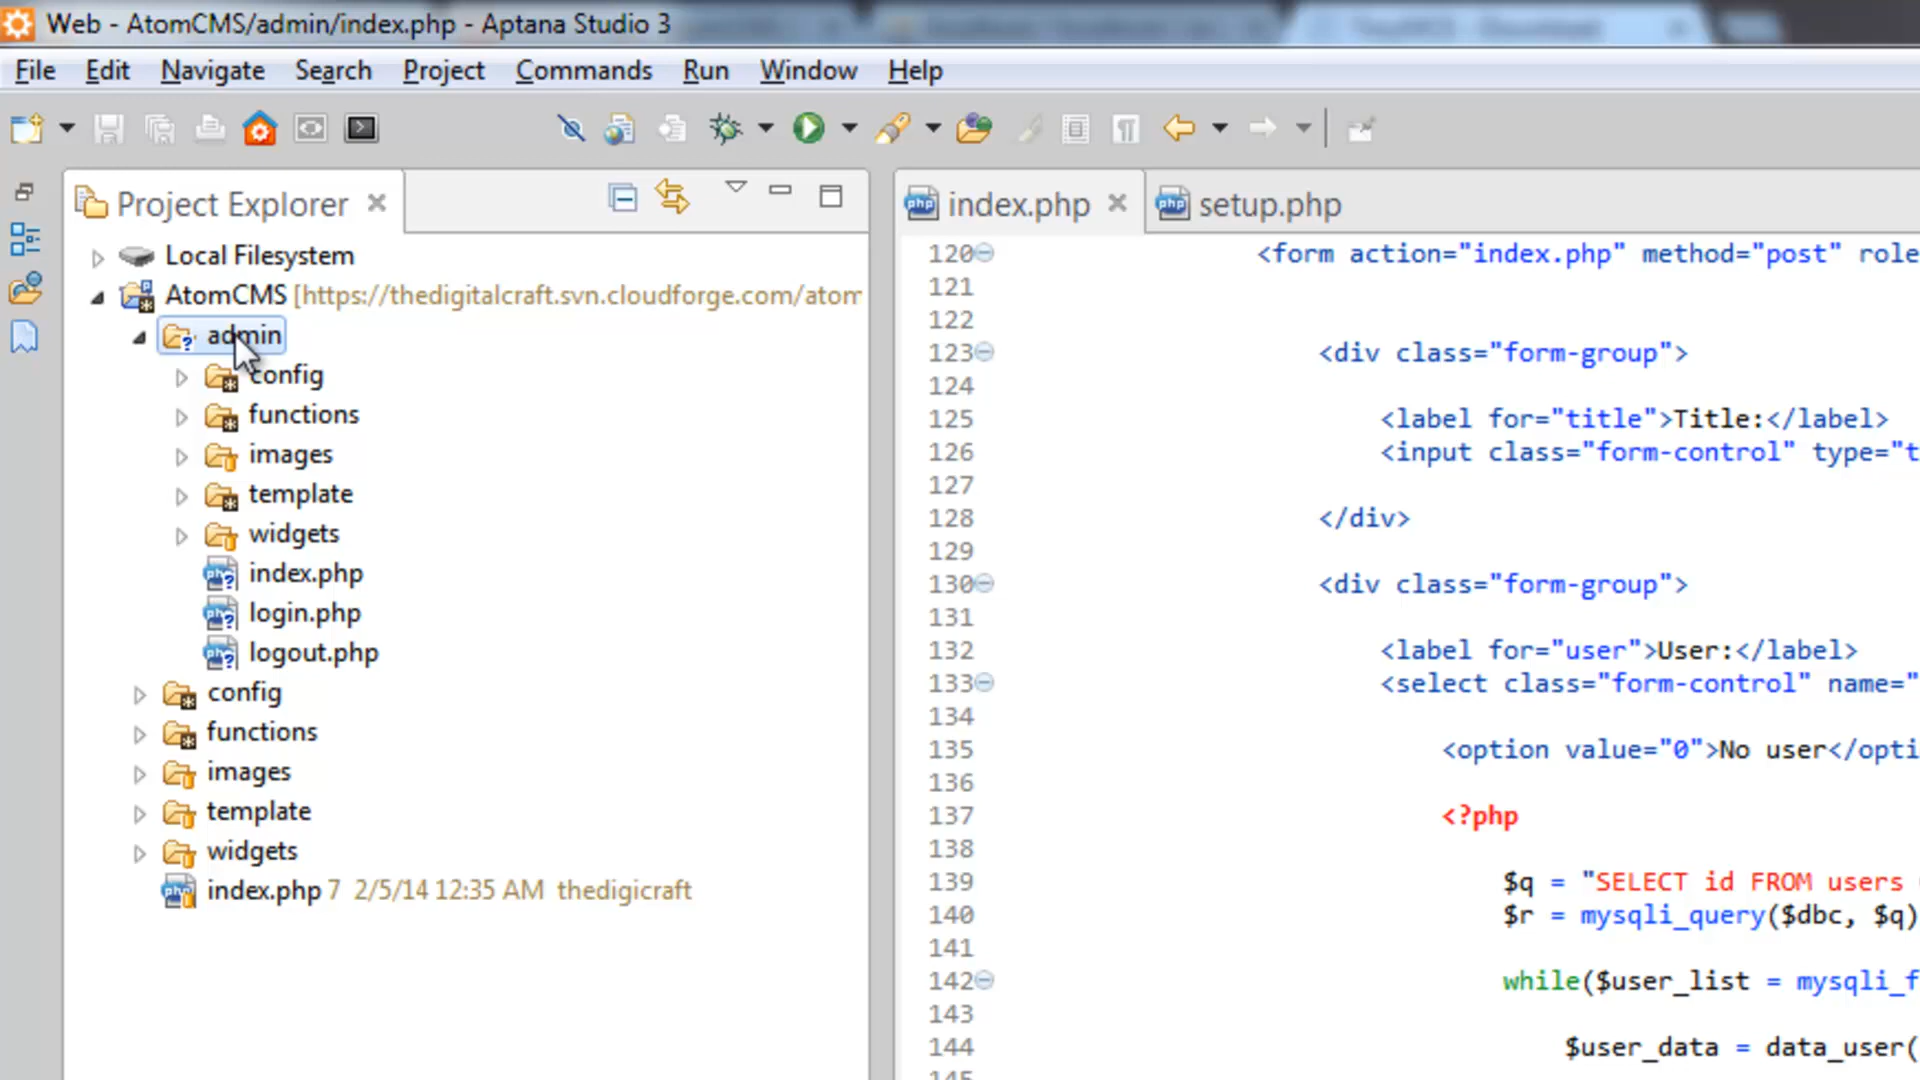 Web - AtomCMS/admin/index.php - Aptana Studio 3
File Edit Navigate Search Project Commands Run Window Help
Project Explorer
index.php
setup.php
Local Filesystem
AtomCMS [https://thedigitalcraft.svn.cloudforge.com/atom
admin
config
functions
images
template
widgets
index.php
login.php
logout.php
config
functions
images
template
widgets
index.php 7 2/5/14 12:35 AM thedigicraft
120 <form action="index.php" method="post" role
121
122
123 <div class="form-group">
124
125 <label for="title">Title:</label>
126 <input class="form-control" type="t
127
128 </div>
129
130 <div class="form-group">
131
132 <label for="user">User:</label>
133 <select class="form-control" name="
134
135 <option value="0">No user</opti
136
137 <?php
138
139 $q = "SELECT id FROM users
140 $r = mysqli_query($dbc, $q)
141
142 while($user_list = mysqli_f
143
144 $user_data = data_user(
145